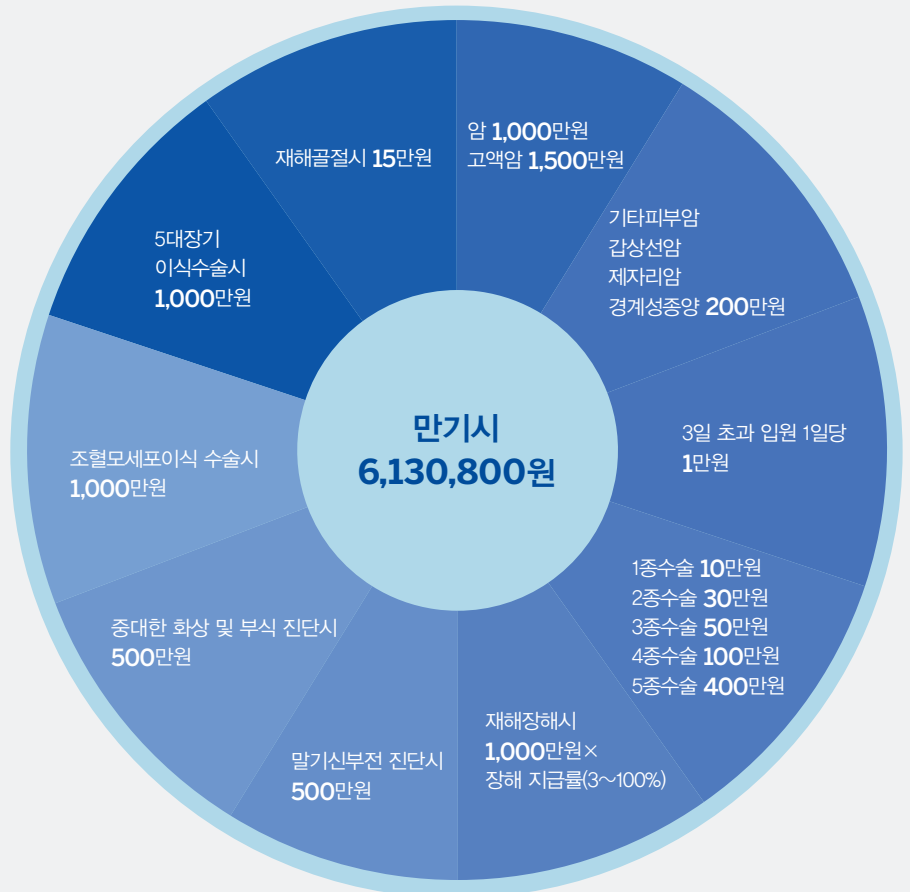 암 1,000만원
고액암 1,500만원
기타피부암
갑상선암
제자리암
경계성종양 200만원
3일 초과 입원 1일당
1만원
1종수술 10만원
2종수술 30만원
3종수술 50만원
4종수술 100만원
5종수술 400만원
재해장해시
1,000만원×
장해 지급률(3~100%)
말기신부전 진단시
500만원
중대한 화상 및 부식 진단시
500만원
조혈모세포이식 수술시
1,000만원
5대장기
이식수술시
1,000만원
재해골절시 15만원
만기시
6,130,800원